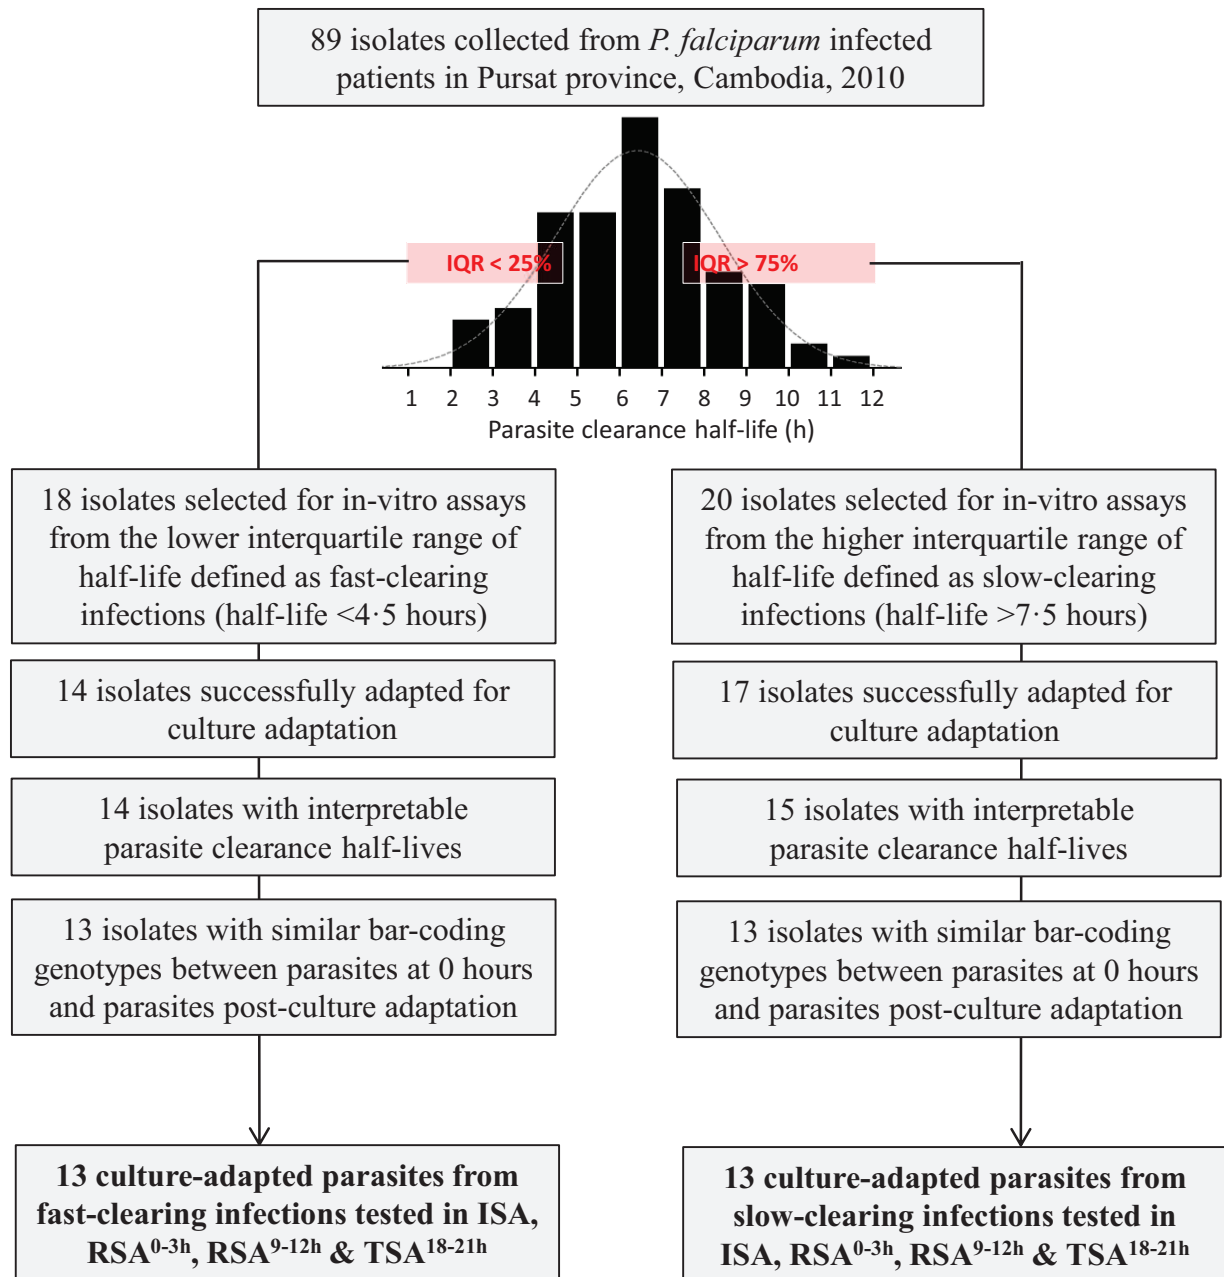 89 isolates collected from P. falciparum infected
patients in Pursat province, Cambodia, 2010
IQR < 25%
IQR > 75%
1 2 3 4 5 6 7 8 9 10 11 12
Parasite clearance half-life (h)
18 isolates selected for in-vitro assays
from the lower interquartile range of
half-life defined as fast-clearing
infections (half-life <4·5 hours)
14 isolates successfully adapted for
culture adaptation
14 isolates with interpretable
parasite clearance half-lives
13 isolates with similar bar-coding
genotypes between parasites at 0 hours
and parasites post-culture adaptation
13 culture-adapted parasites from
fast-clearing infections tested in ISA,
RSA0-3h, RSA9-12h & TSA18-21h
20 isolates selected for in-vitro assays
from the higher interquartile range of
half-life defined as slow-clearing
infections (half-life >7·5 hours)
17 isolates successfully adapted for
culture adaptation
15 isolates with interpretable
parasite clearance half-lives
13 isolates with similar bar-coding
genotypes between parasites at 0 hours
and parasites post-culture adaptation
13 culture-adapted parasites from
slow-clearing infections tested in
ISA, RSA0-3h, RSA9-12h & TSA18-21h